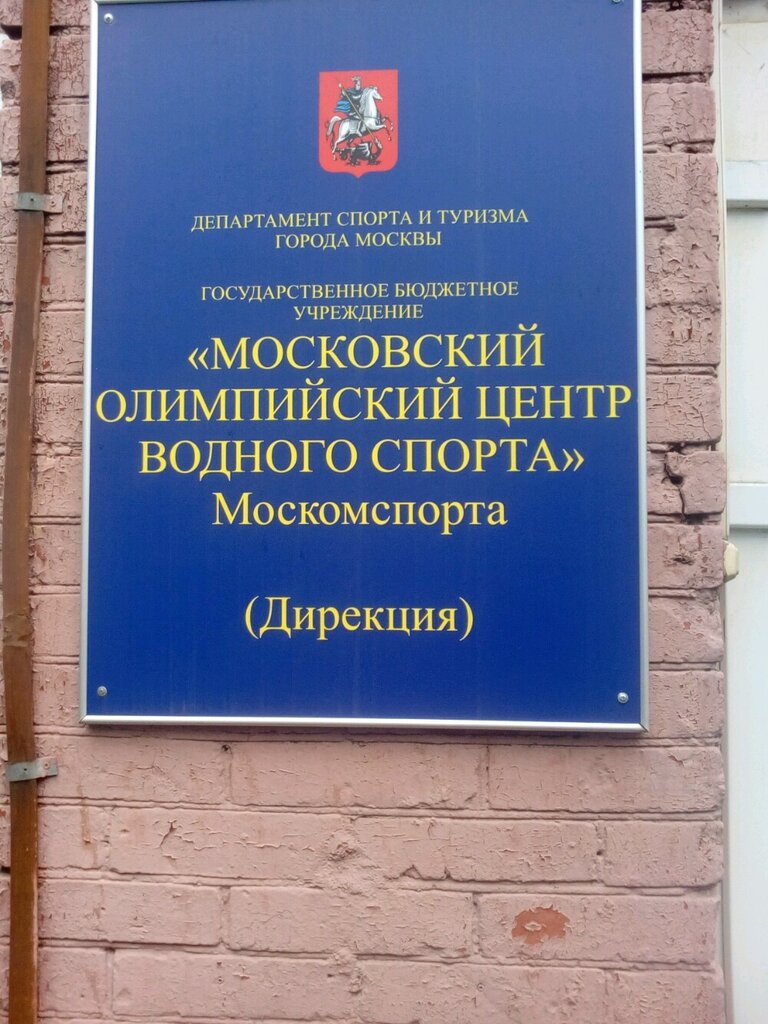 ДЕПАРТАМЕНТ СПОРТА И ТУРИЗМА
ГОРОДА МОСКВЫ
ГОСУДАРСТВЕННОЕ БЮДЖЕТНОЕ
УЧРЕЖДЕНИЕ
«МОСКОВСКИЙ
ОЛИМПИЙСКИЙ ЦЕНТР
ВОДНОГО СПОРТА»
Москомспорта
(Дирекция)